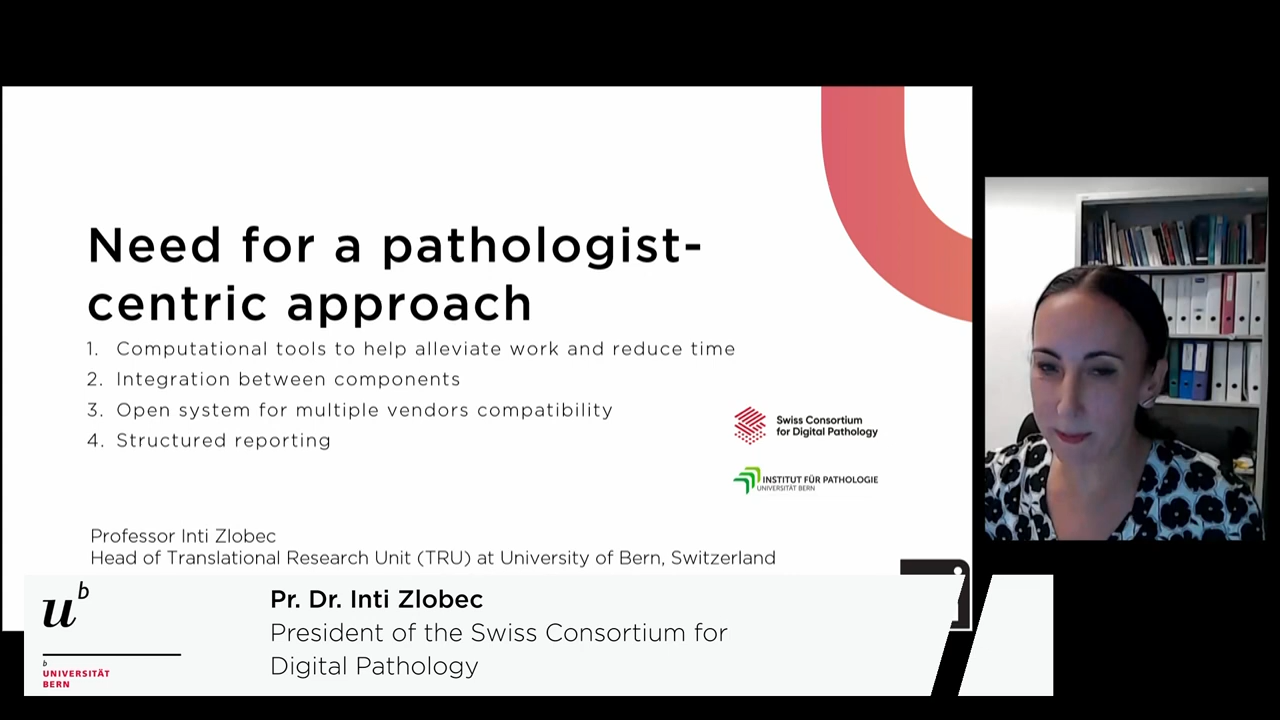 Need for a pathologist-
centric approach
1. Computational tools to help alleviate work and reduce time
2. Integration between components
3. Open system for multiple vendors compatibility
4. Structured reporting
Swiss Consortium
for Digital Pathology
INSTITUT FÜR PATHOLOGIE
UNIVERSITÄT BERN
Professor Inti Zlobec
Head of Translational Research Unit (TRU) at University of Bern, Switzerland
u b
b
UNIVERSITÄT
BERN
Pr. Dr. Inti Zlobec
President of the Swiss Consortium for
Digital Pathology